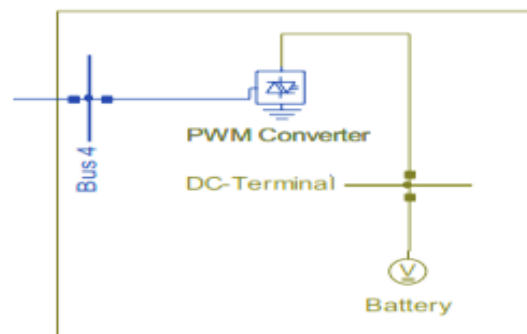 PWM Converter
Bus 4
DC-Terminal
V
Battery